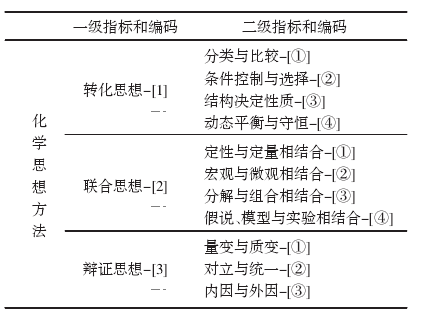 一级指标和编码 二级指标和编码
化学思想方法
转化思想–[1]
分类与比较–[①]
条件控制与选择–[②]
结构决定性质–[③]
动态平衡与守恒–[④]
联合思想–[2]
定性与定量相结合–[①]
宏观与微观相结合–[②]
分解与组合相结合–[③]
假说、模型与实验相结合–[④]
辩证思想–[3]
量变与质变–[①]
对立与统一–[②]
内因与外因–[③]